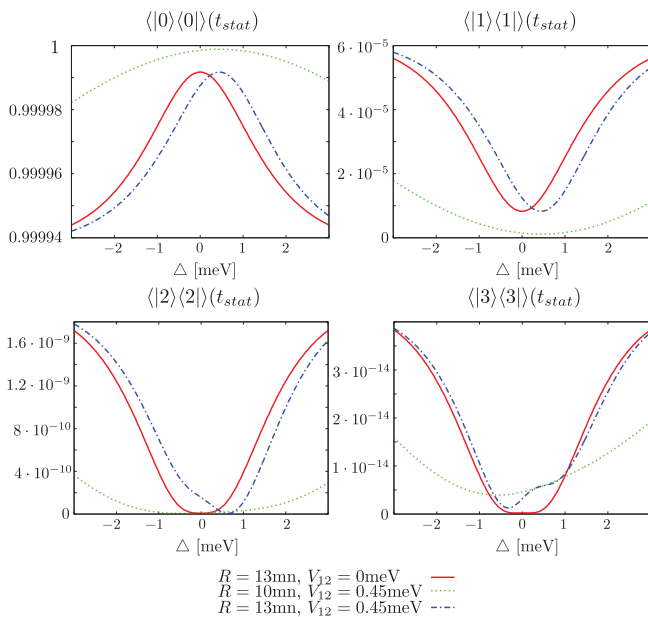 ⟨|0⟩⟨0|⟩(t_stat) ⟨|1⟩⟨1|⟩(t_stat)
1
0.99998
0.99996
0.99994
−2 −1 0 1 2
△ [meV]
6 · 10⁻⁵
4 · 10⁻⁵
2 · 10⁻⁵
0
−2 −1 0 1 2
△ [meV]
⟨|2⟩⟨2|⟩(t_stat) ⟨|3⟩⟨3|⟩(t_stat)
1.6 · 10⁻⁹
1.2 · 10⁻⁹
8 · 10⁻¹⁰
4 · 10⁻¹⁰
0
−2 −1 0 1 2
△ [meV]
3 · 10⁻¹⁴
2 · 10⁻¹⁴
1 · 10⁻¹⁴
0
−2 −1 0 1 2
△ [meV]
R = 13mn, V₁₂ = 0meV
R = 10mn, V₁₂ = 0.45meV
R = 13mn, V₁₂ = 0.45meV